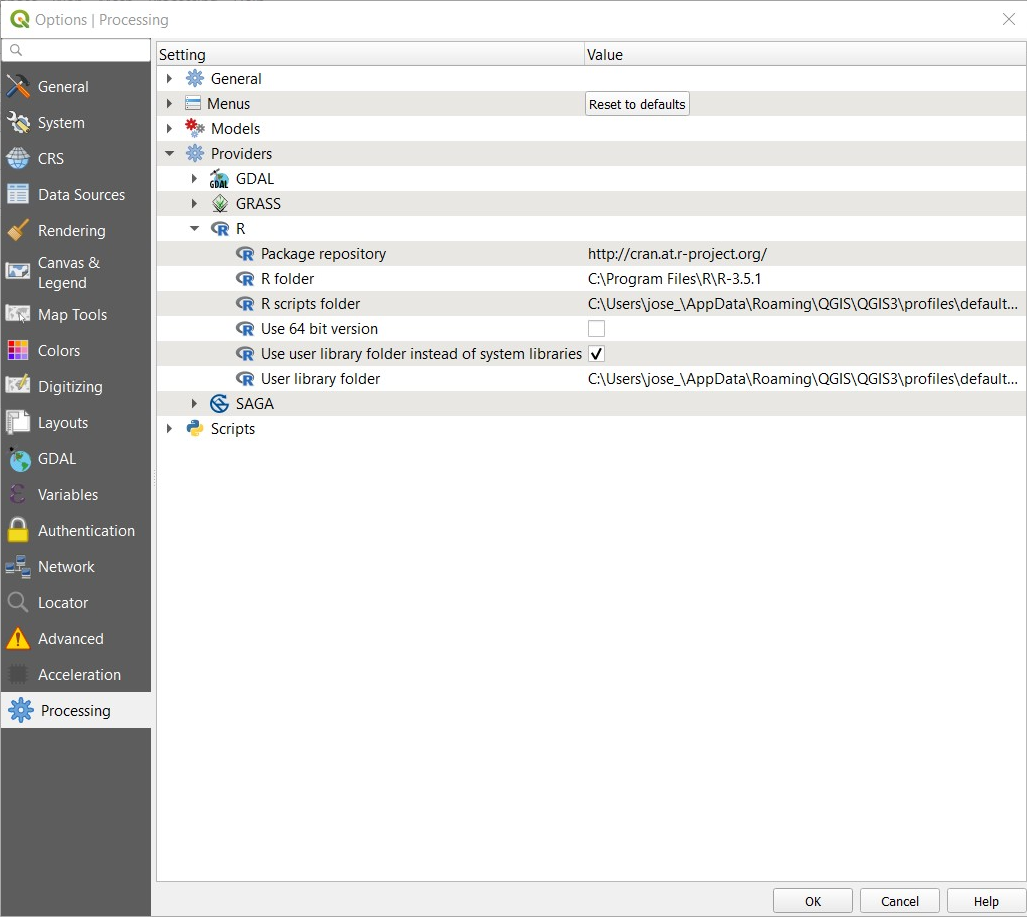 Options | Processing
General
System
CRS
Data Sources
Rendering
Canvas &
Legend
Map Tools
Colors
Digitizing
Layouts
GDAL
Variables
Authentication
Network
Locator
Advanced
Acceleration
Processing
Setting Value
General
Menus Reset to defaults
Models
Providers
GDAL GDAL
GRASS
R R
R Package repository http://cran.at.r-project.org/
R R folder C:\Program Files\R\R-3.5.1
R R scripts folder C:\Users\jose_\AppData\Roaming\QGIS\QGIS3\profiles\default...
R Use 64 bit version
R Use user library folder instead of system libraries
R User library folder C:\Users\jose_\AppData\Roaming\QGIS\QGIS3\profiles\default...
SAGA
Scripts
OK Cancel Help